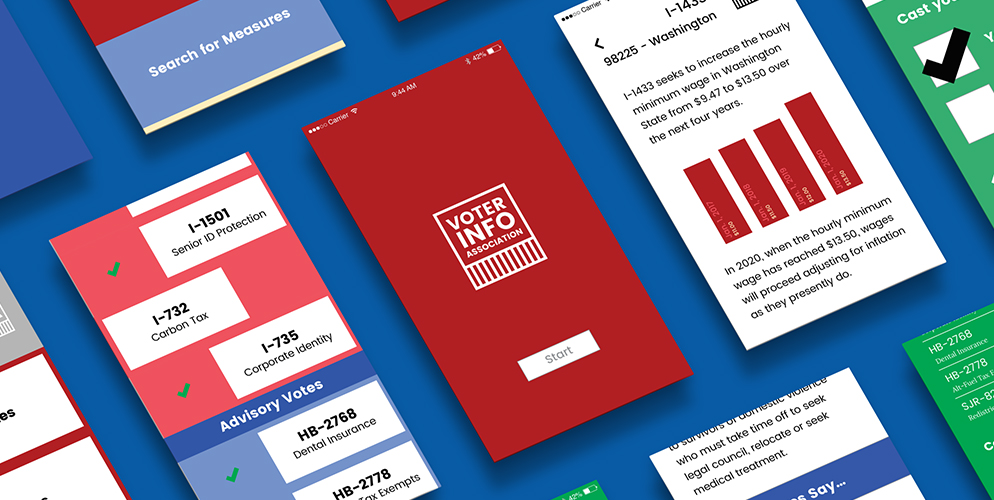 Search for Measures
I-1501
Senior ID Protection
I-732
Carbon Tax
I-735
Corporate Identity
Advisory Votes
HB-2768
Dental Insurance
HB-2778
Tax Exempts
Carrier
9:44 AM
42%
VOTER
INFO
ASSOCIATION
Start
Carrier
I-1433
98225 - Washington
I-1433 seeks to increase the hourly
minimum wage in Washington
State from $9.47 to $13.50 over
the next four years.
Jan. 1, 2017
$11.00
Jan. 1, 2018
$11.50
Jan. 1, 2019
$12.00
Jan. 1, 2020
$13.50
In 2020, when the hourly minimum
wage has reached $13.50, wages
will proceed adjusting for inflation
as they presently do.
to survivors of domestic violence
who must take time off to seek
legal council, relocate or seek
medical treatment.
Say...
42%
Cast you
Y
HB-2768
Dental Insurance
HB-2778
Alt-Fuel Tax E
SJR-82
Redistri